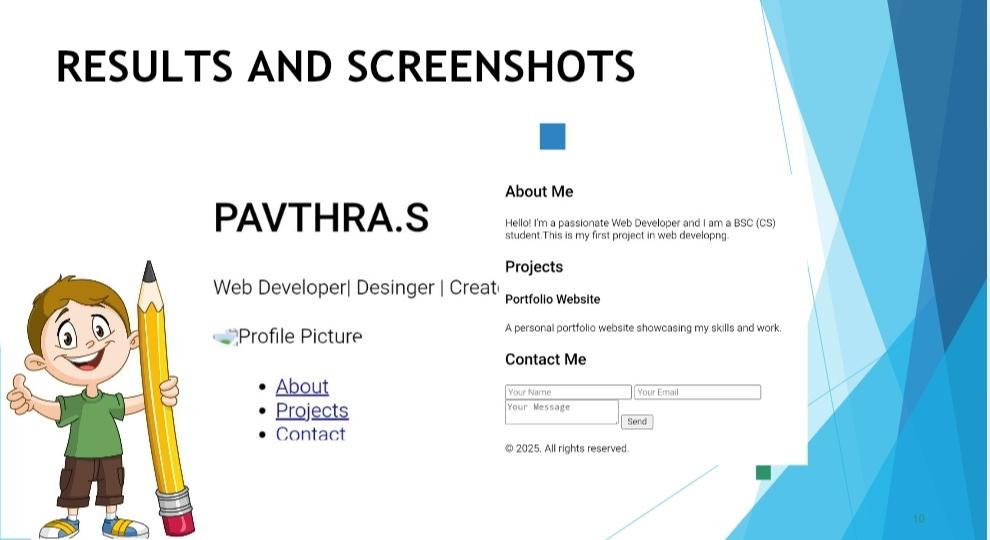 RESULTS AND SCREENSHOTS
PAVTHRA.S
Web Developer| Desinger | Create
Profile Picture
About
Projects
Contact
About Me
Hello! I'm a passionate Web Developer and I am a BSC (CS)
student.This is my first project in web developng.
Projects
Portfolio Website
A personal portfolio website showcasing my skills and work.
Contact Me
Your Name
Your Email
Your Message
Send
© 2025. All rights reserved.
10